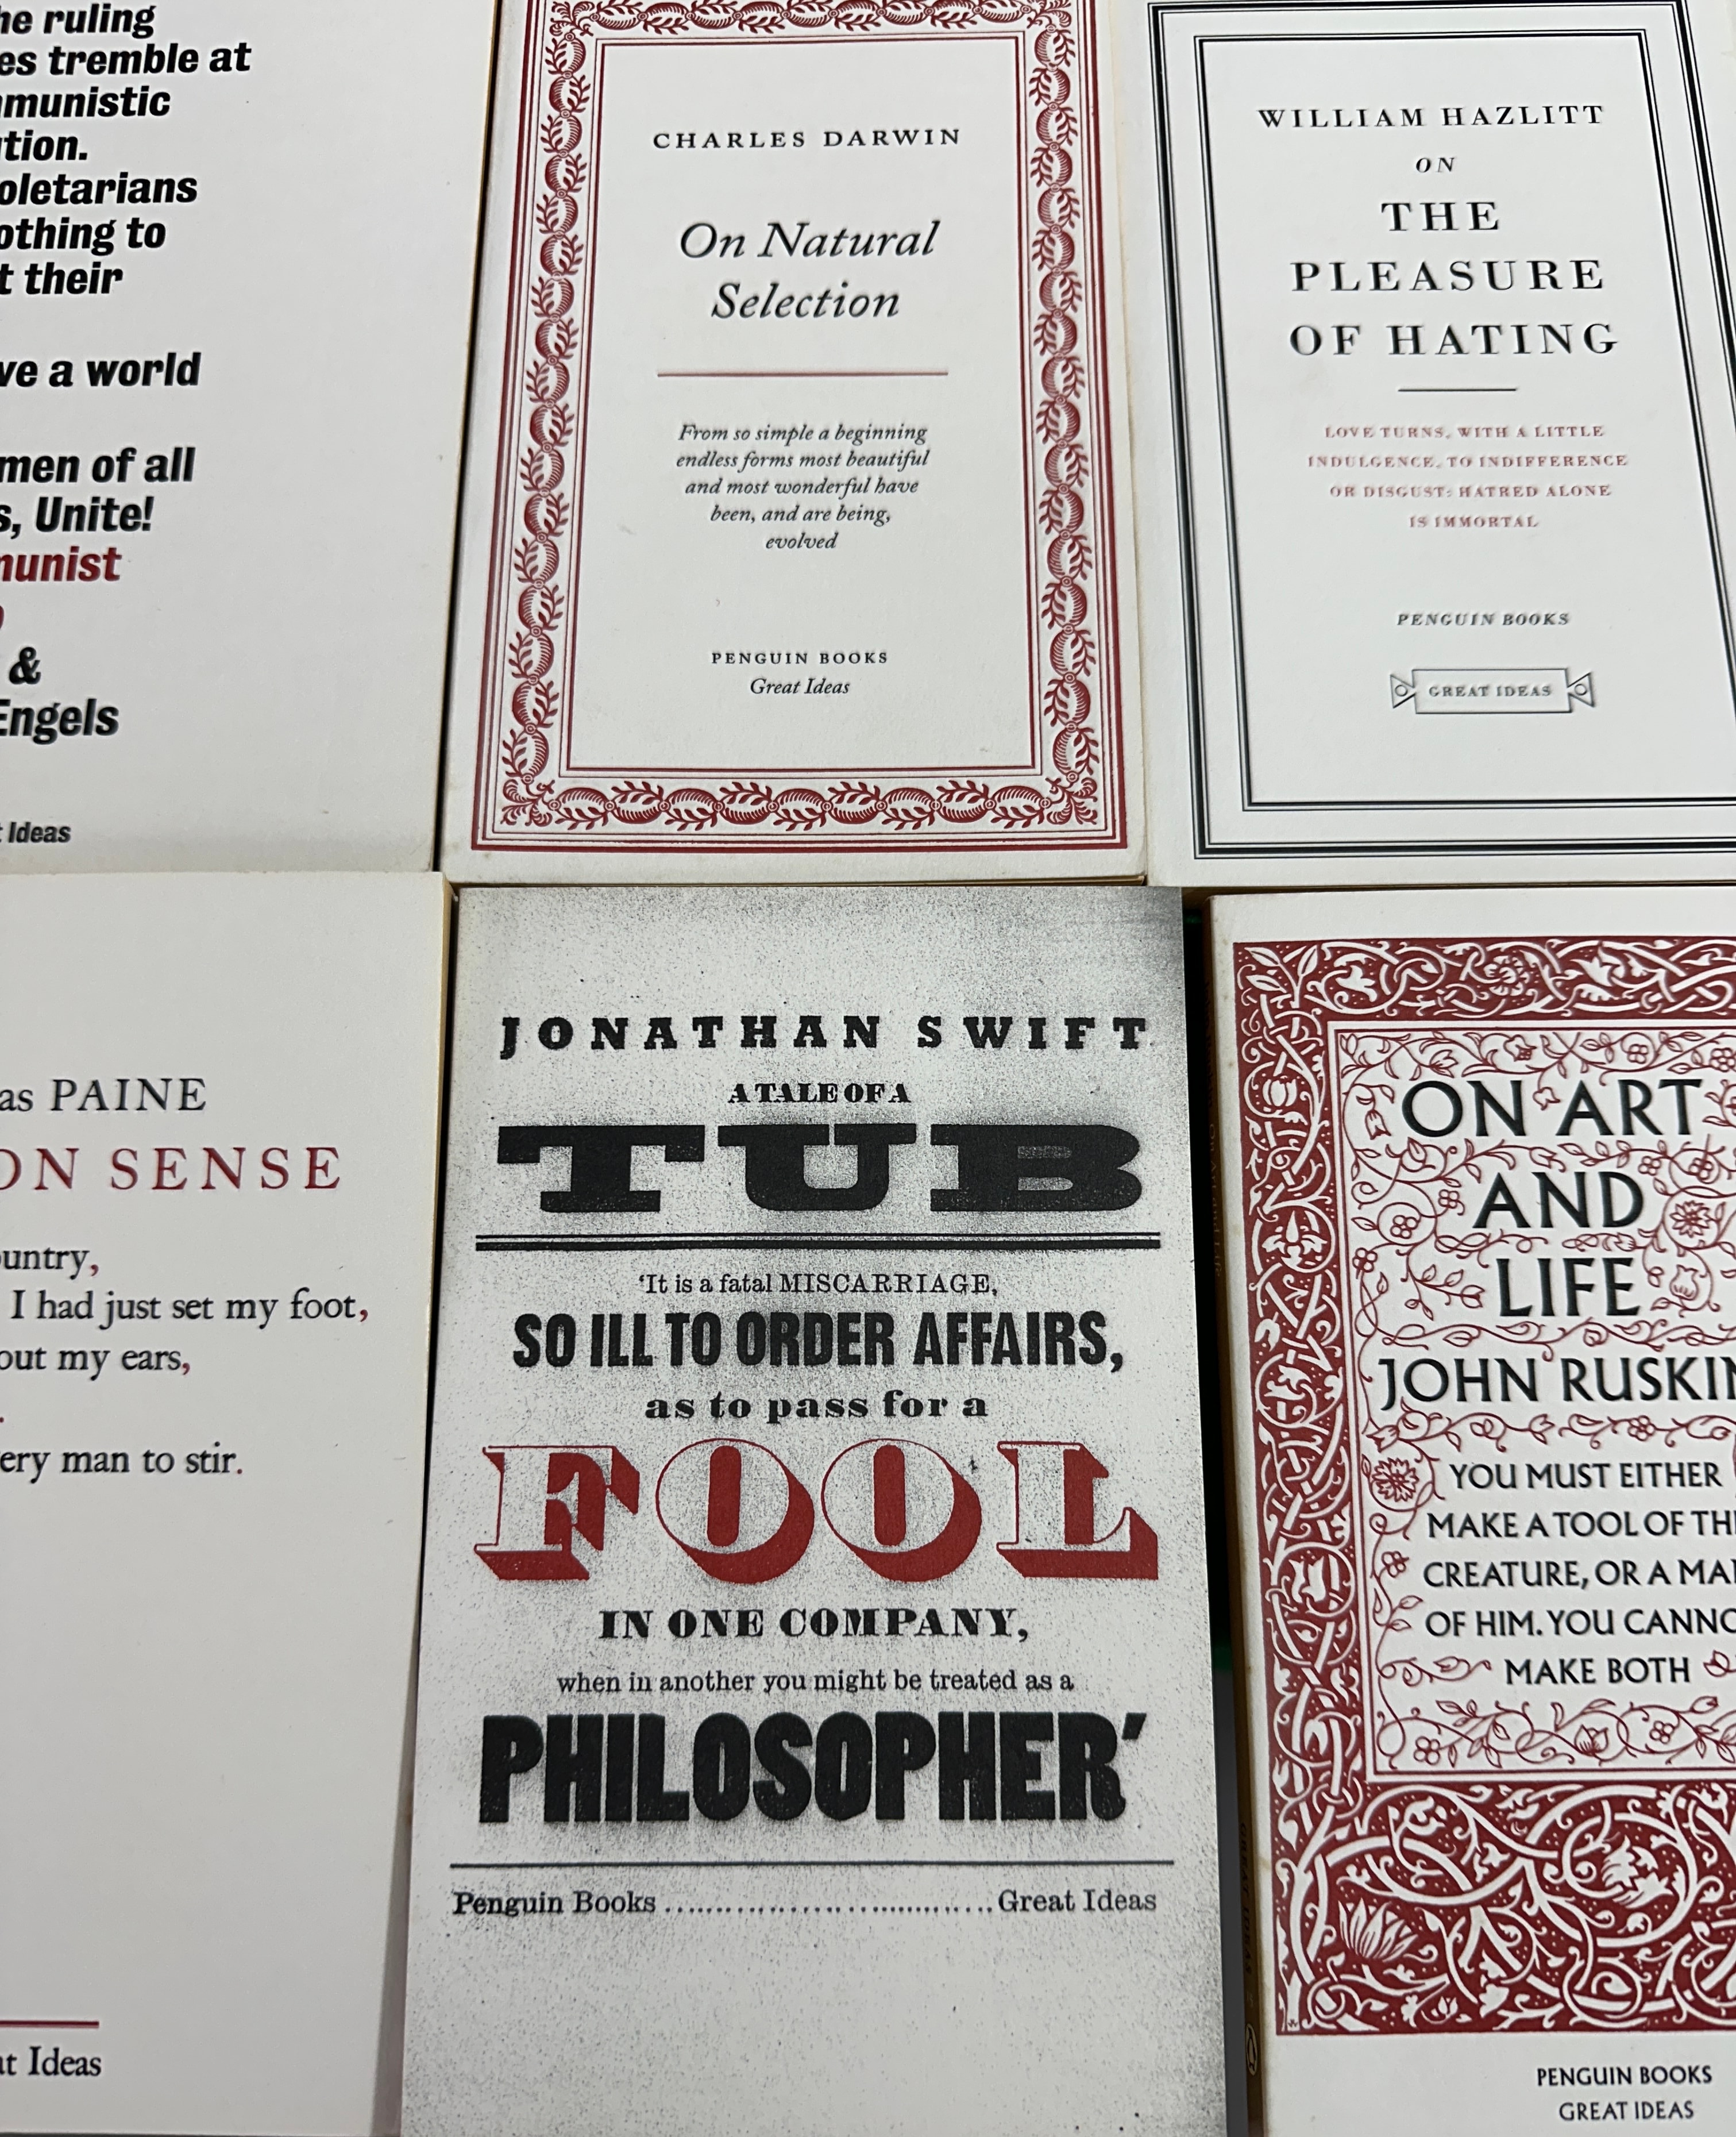 he ruling
es tremble at
mmunistic
tion.
oletarians
othing to
t their
ve a world
men of all
s, Unite!
munist
&
Engels
t Ideas
CHARLES DARWIN
On Natural
Selection
From so simple a beginning
endless forms most beautiful
and most wonderful have
been, and are being,
evolved
PENGUIN BOOKS
Great Ideas
WILLIAM HAZLITT
ON
THE
PLEASURE
OF HATING
LOVE TURNS, WITH A LITTLE
INDULGENCE, TO INDIFFERENCE
OR DISGUST: HATRED ALONE
IS IMMORTAL
PENGUIN BOOKS
GREAT IDEAS
as PAINE
ON SENSE
untry,
I had just set my foot,
out my ears,
ery man to stir.
at Ideas
JONATHAN SWIFT
A TALE OF A
TUB
‘It is a fatal MISCARRIAGE,
SO ILL TO ORDER AFFAIRS,
as to pass for a
FOOL
IN ONE COMPANY,
when in another you might be treated as a
PHILOSOPHER’
Penguin Books ........................ Great Ideas
ON ART
AND
LIFE
JOHN RUSKIN
YOU MUST EITHER
MAKE A TOOL OF TH
CREATURE, OR A MA
OF HIM. YOU CANNO
MAKE BOTH
PENGUIN BOOKS
GREAT IDEAS